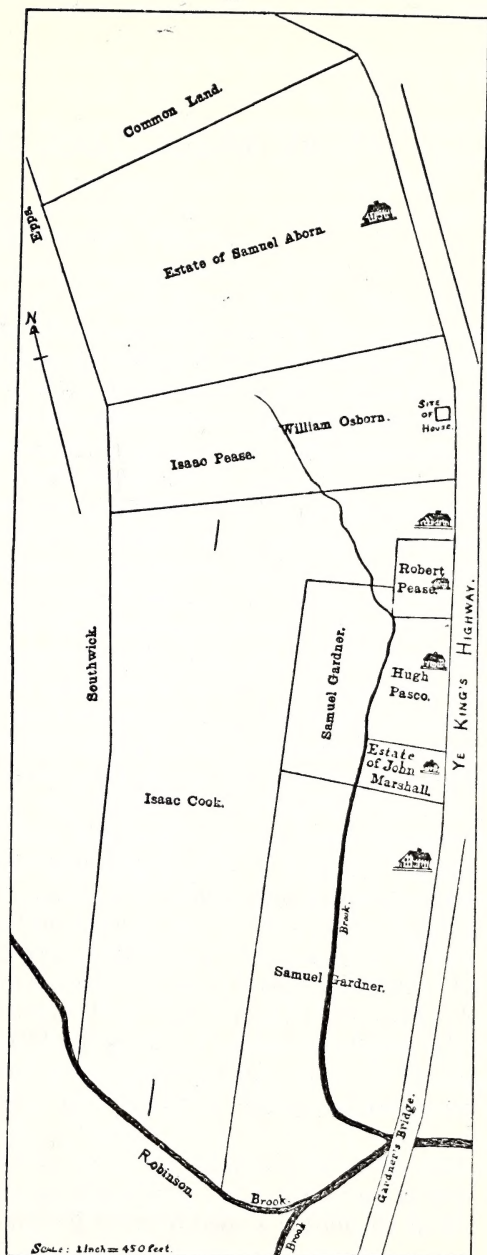 Common Land.
Epps.
Estate of Samuel Aborn.
N
William Osborn.
SITE
OF
HOUSE.
Isaac Pease.
Robert
Pease.
Southwick.
Samuel Gardner.
Hugh
Pasco.
YE KING'S HIGHWAY.
Estate
of John
Marshall.
Isaac Cook.
Brook.
Samuel Gardner.
Gardner's Bridge.
Robinson.
Brook.
Brook
SCALE: 1 Inch = 450 feet.